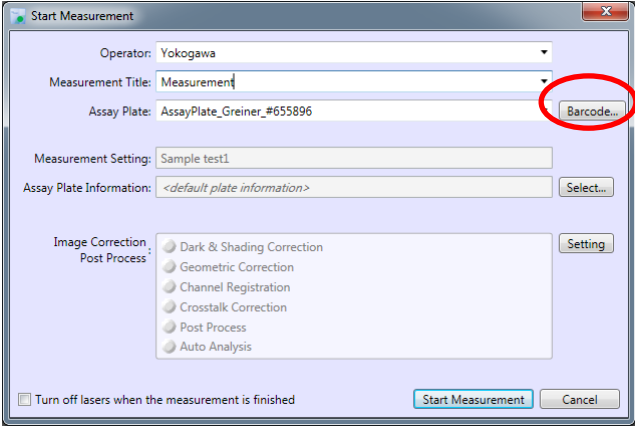 Start Measurement
Operator: Yokogawa
Measurement Title: Measurement
Assay Plate: AssayPlate_Greiner_#655896 Barcode...
Measurement Setting: Sample test1
Assay Plate Information: <default plate information> Select...
Image Correction
Post Process :
Dark & Shading Correction Setting
Geometric Correction
Channel Registration
Crosstalk Correction
Post Process
Auto Analysis
Turn off lasers when the measurement is finished Start Measurement Cancel